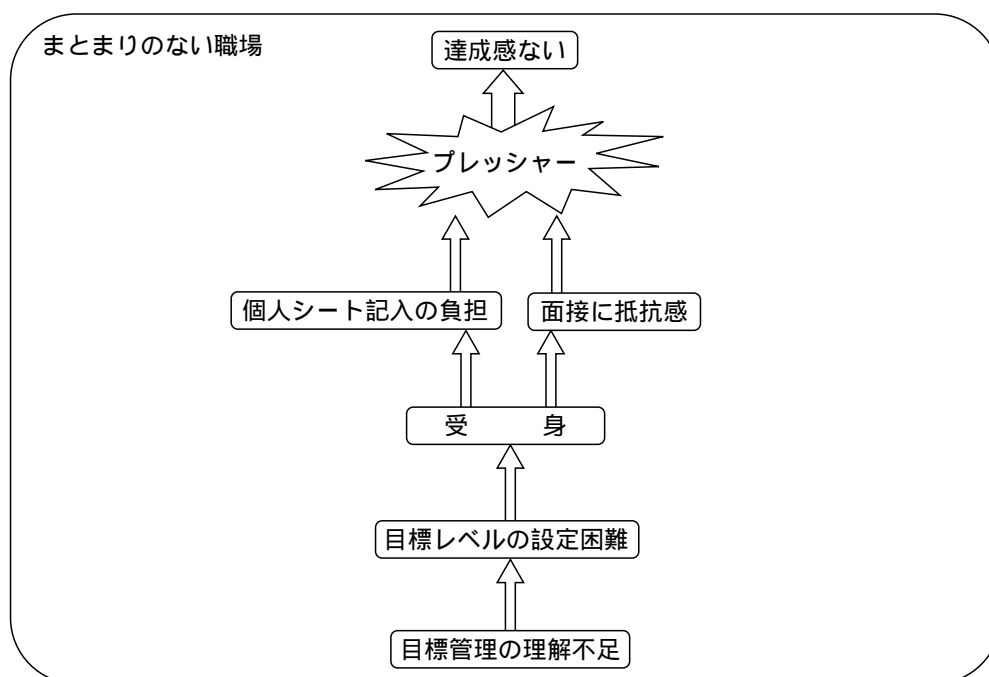 まとまりのない職場
達成感ない
プレッシャー
個人シート記入の負担
面接に抵抗感
受　身
目標レベルの設定困難
目標管理の理解不足